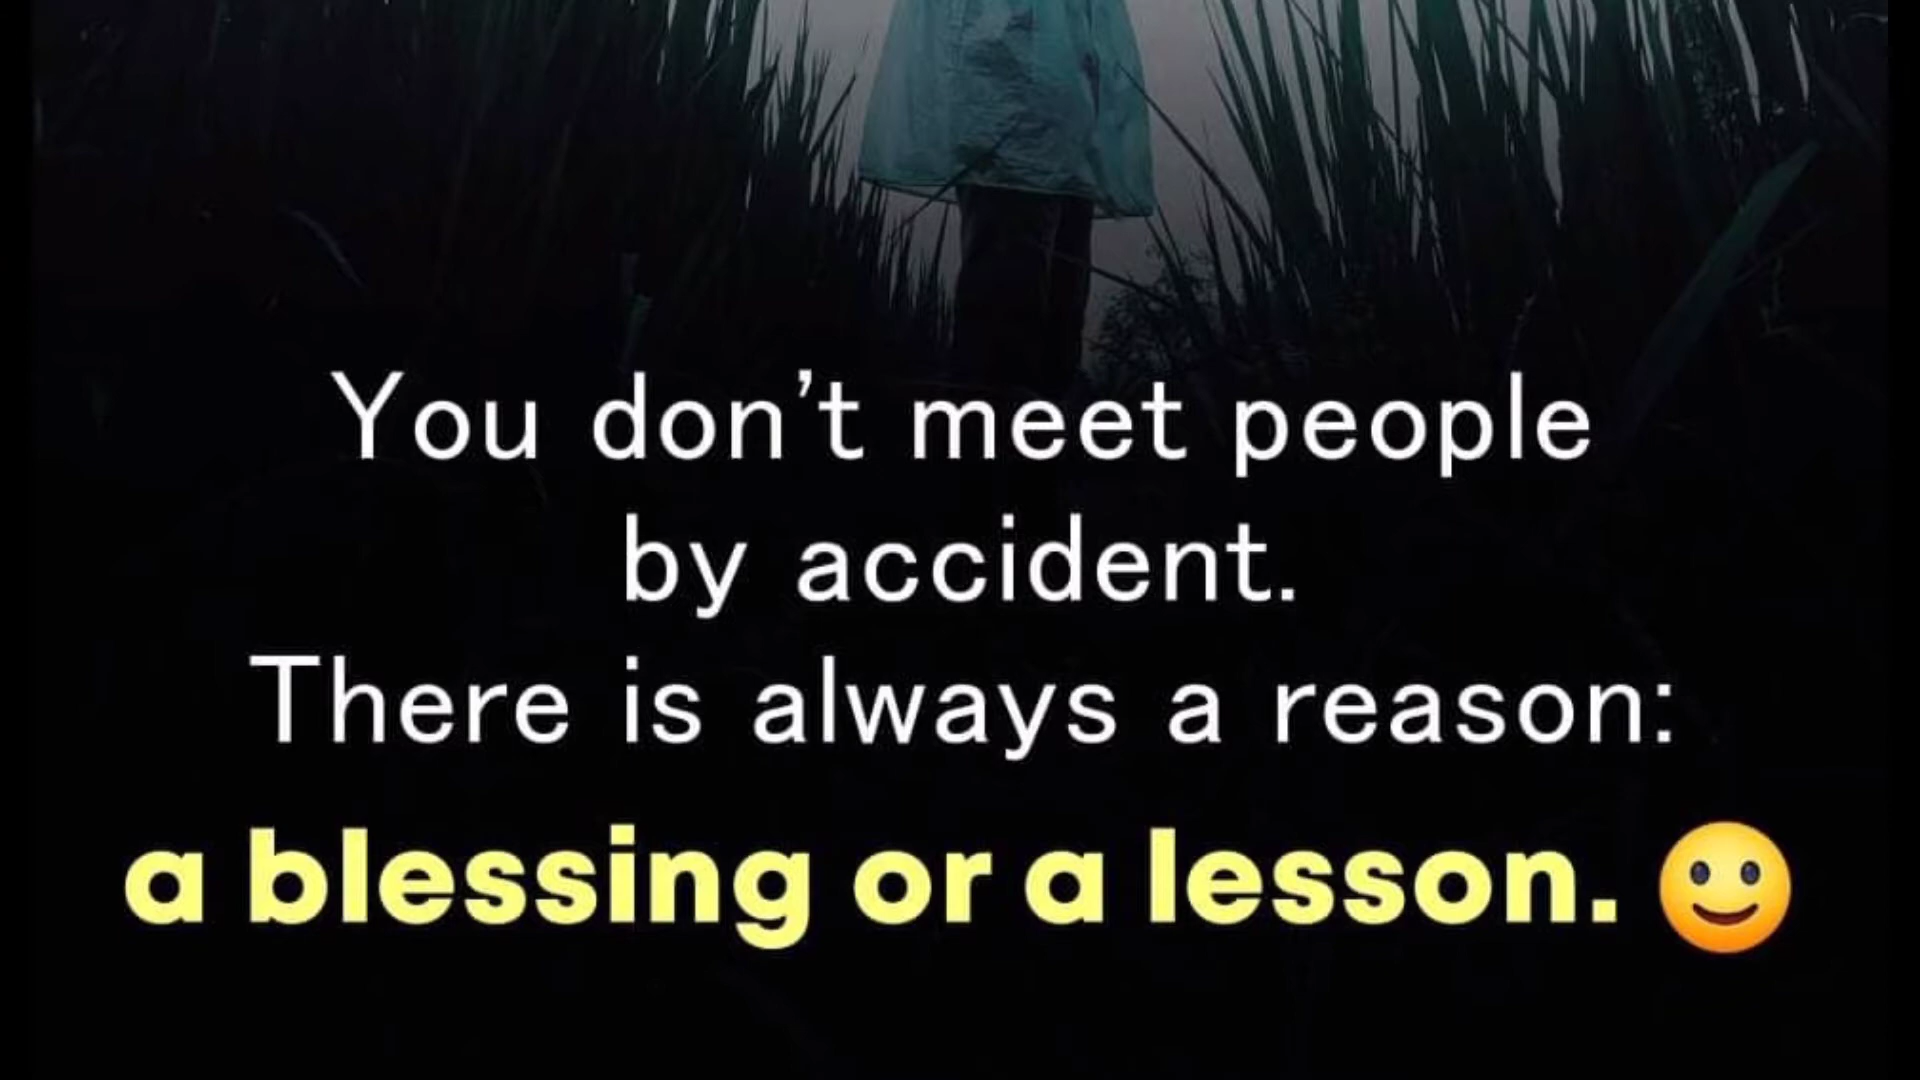 You don’t meet people
by accident.
There is always a reason:
a blessing or a lesson. 🙂